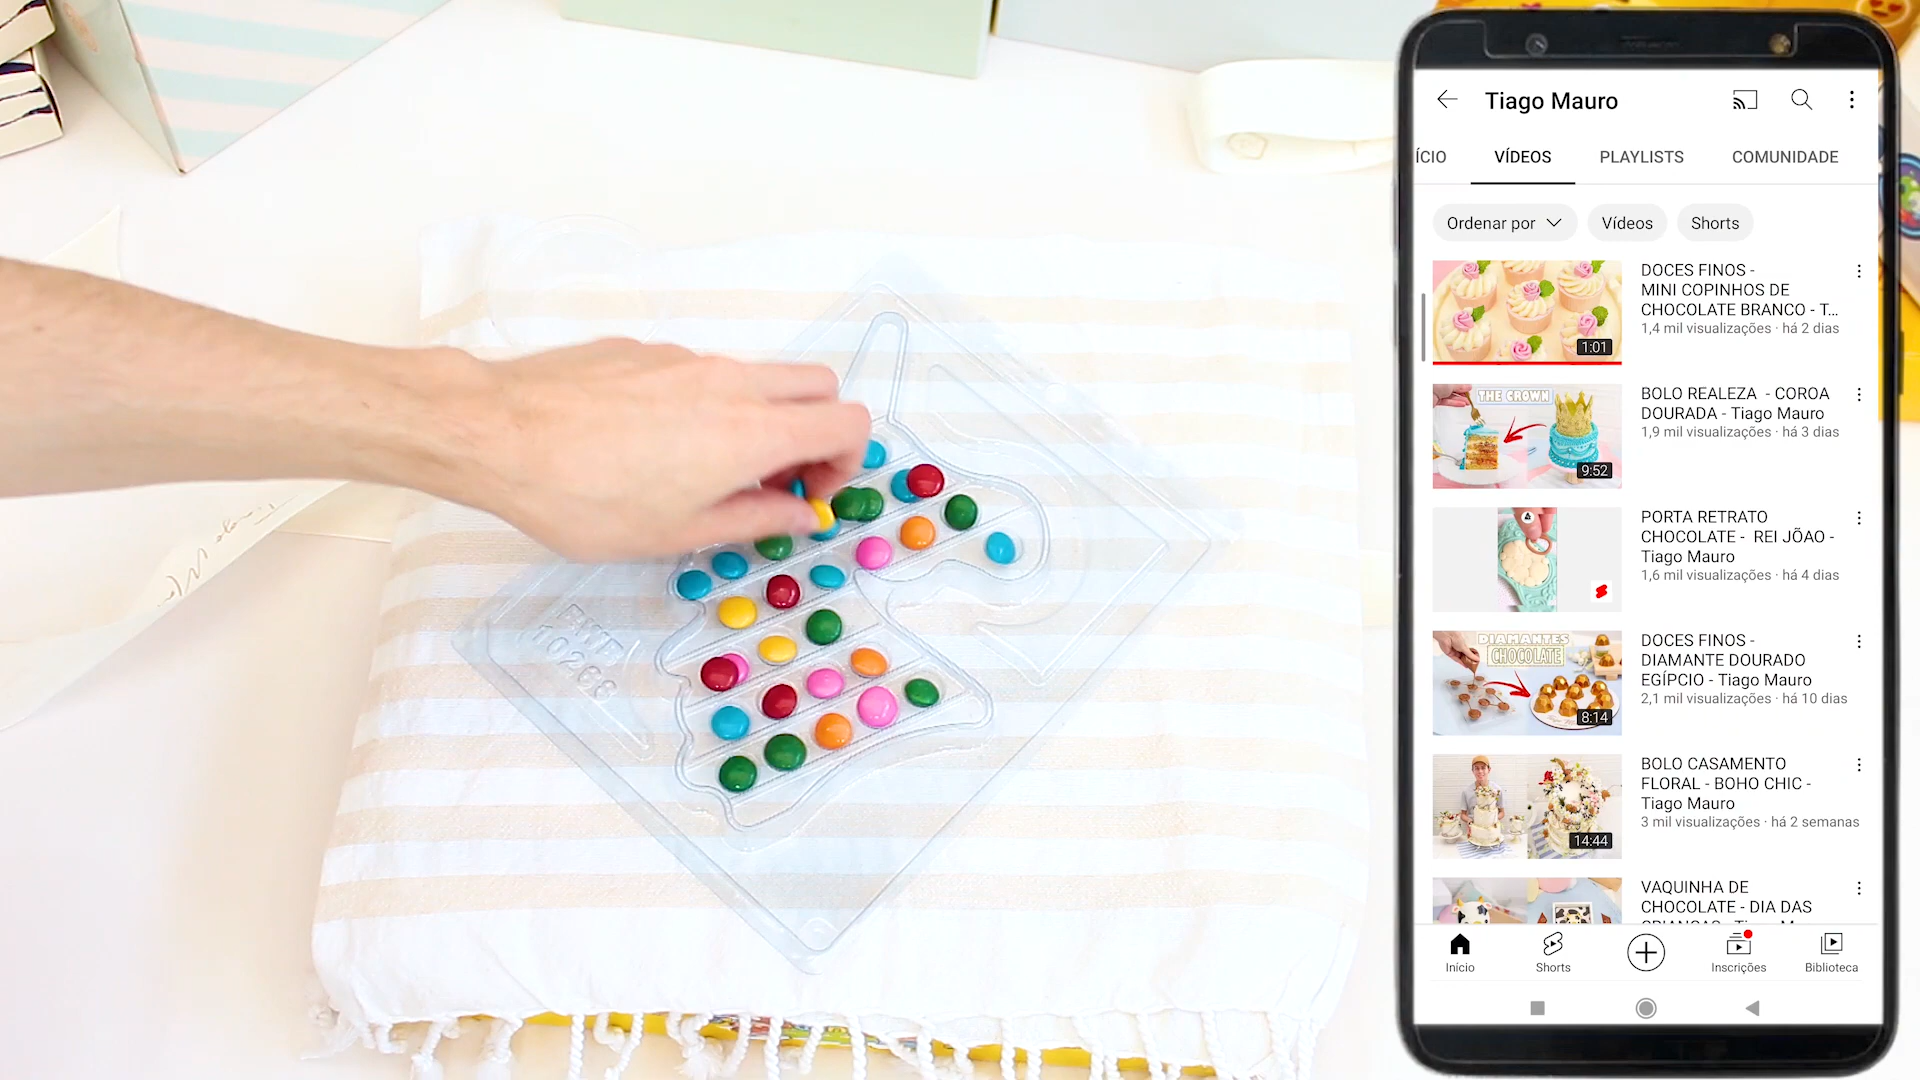 Tiago Mauro
ÍCIO VÍDEOS PLAYLISTS COMUNIDADE
Ordenar por Vídeos Shorts
DOCES FINOS -
MINI COPINHOS DE
CHOCOLATE BRANCO - T...
1,4 mil visualizações · há 2 dias
1:01
THE CROWN
9:52
BOLO REALEZA - COROA
DOURADA - Tiago Mauro
1,9 mil visualizações · há 3 dias
PORTA RETRATO
CHOCOLATE - REI JÖAO -
Tiago Mauro
1,6 mil visualizações · há 4 dias
DIAMANTES
CHOCOLATE
8:14
DOCES FINOS -
DIAMANTE DOURADO
EGÍPCIO - Tiago Mauro
2,1 mil visualizações · há 10 dias
14:44
BOLO CASAMENTO
FLORAL - BOHO CHIC -
Tiago Mauro
3 mil visualizações · há 2 semanas
VAQUINHA DE
CHOCOLATE - DIA DAS
Início Shorts Inscrições Biblioteca
BWB
10266